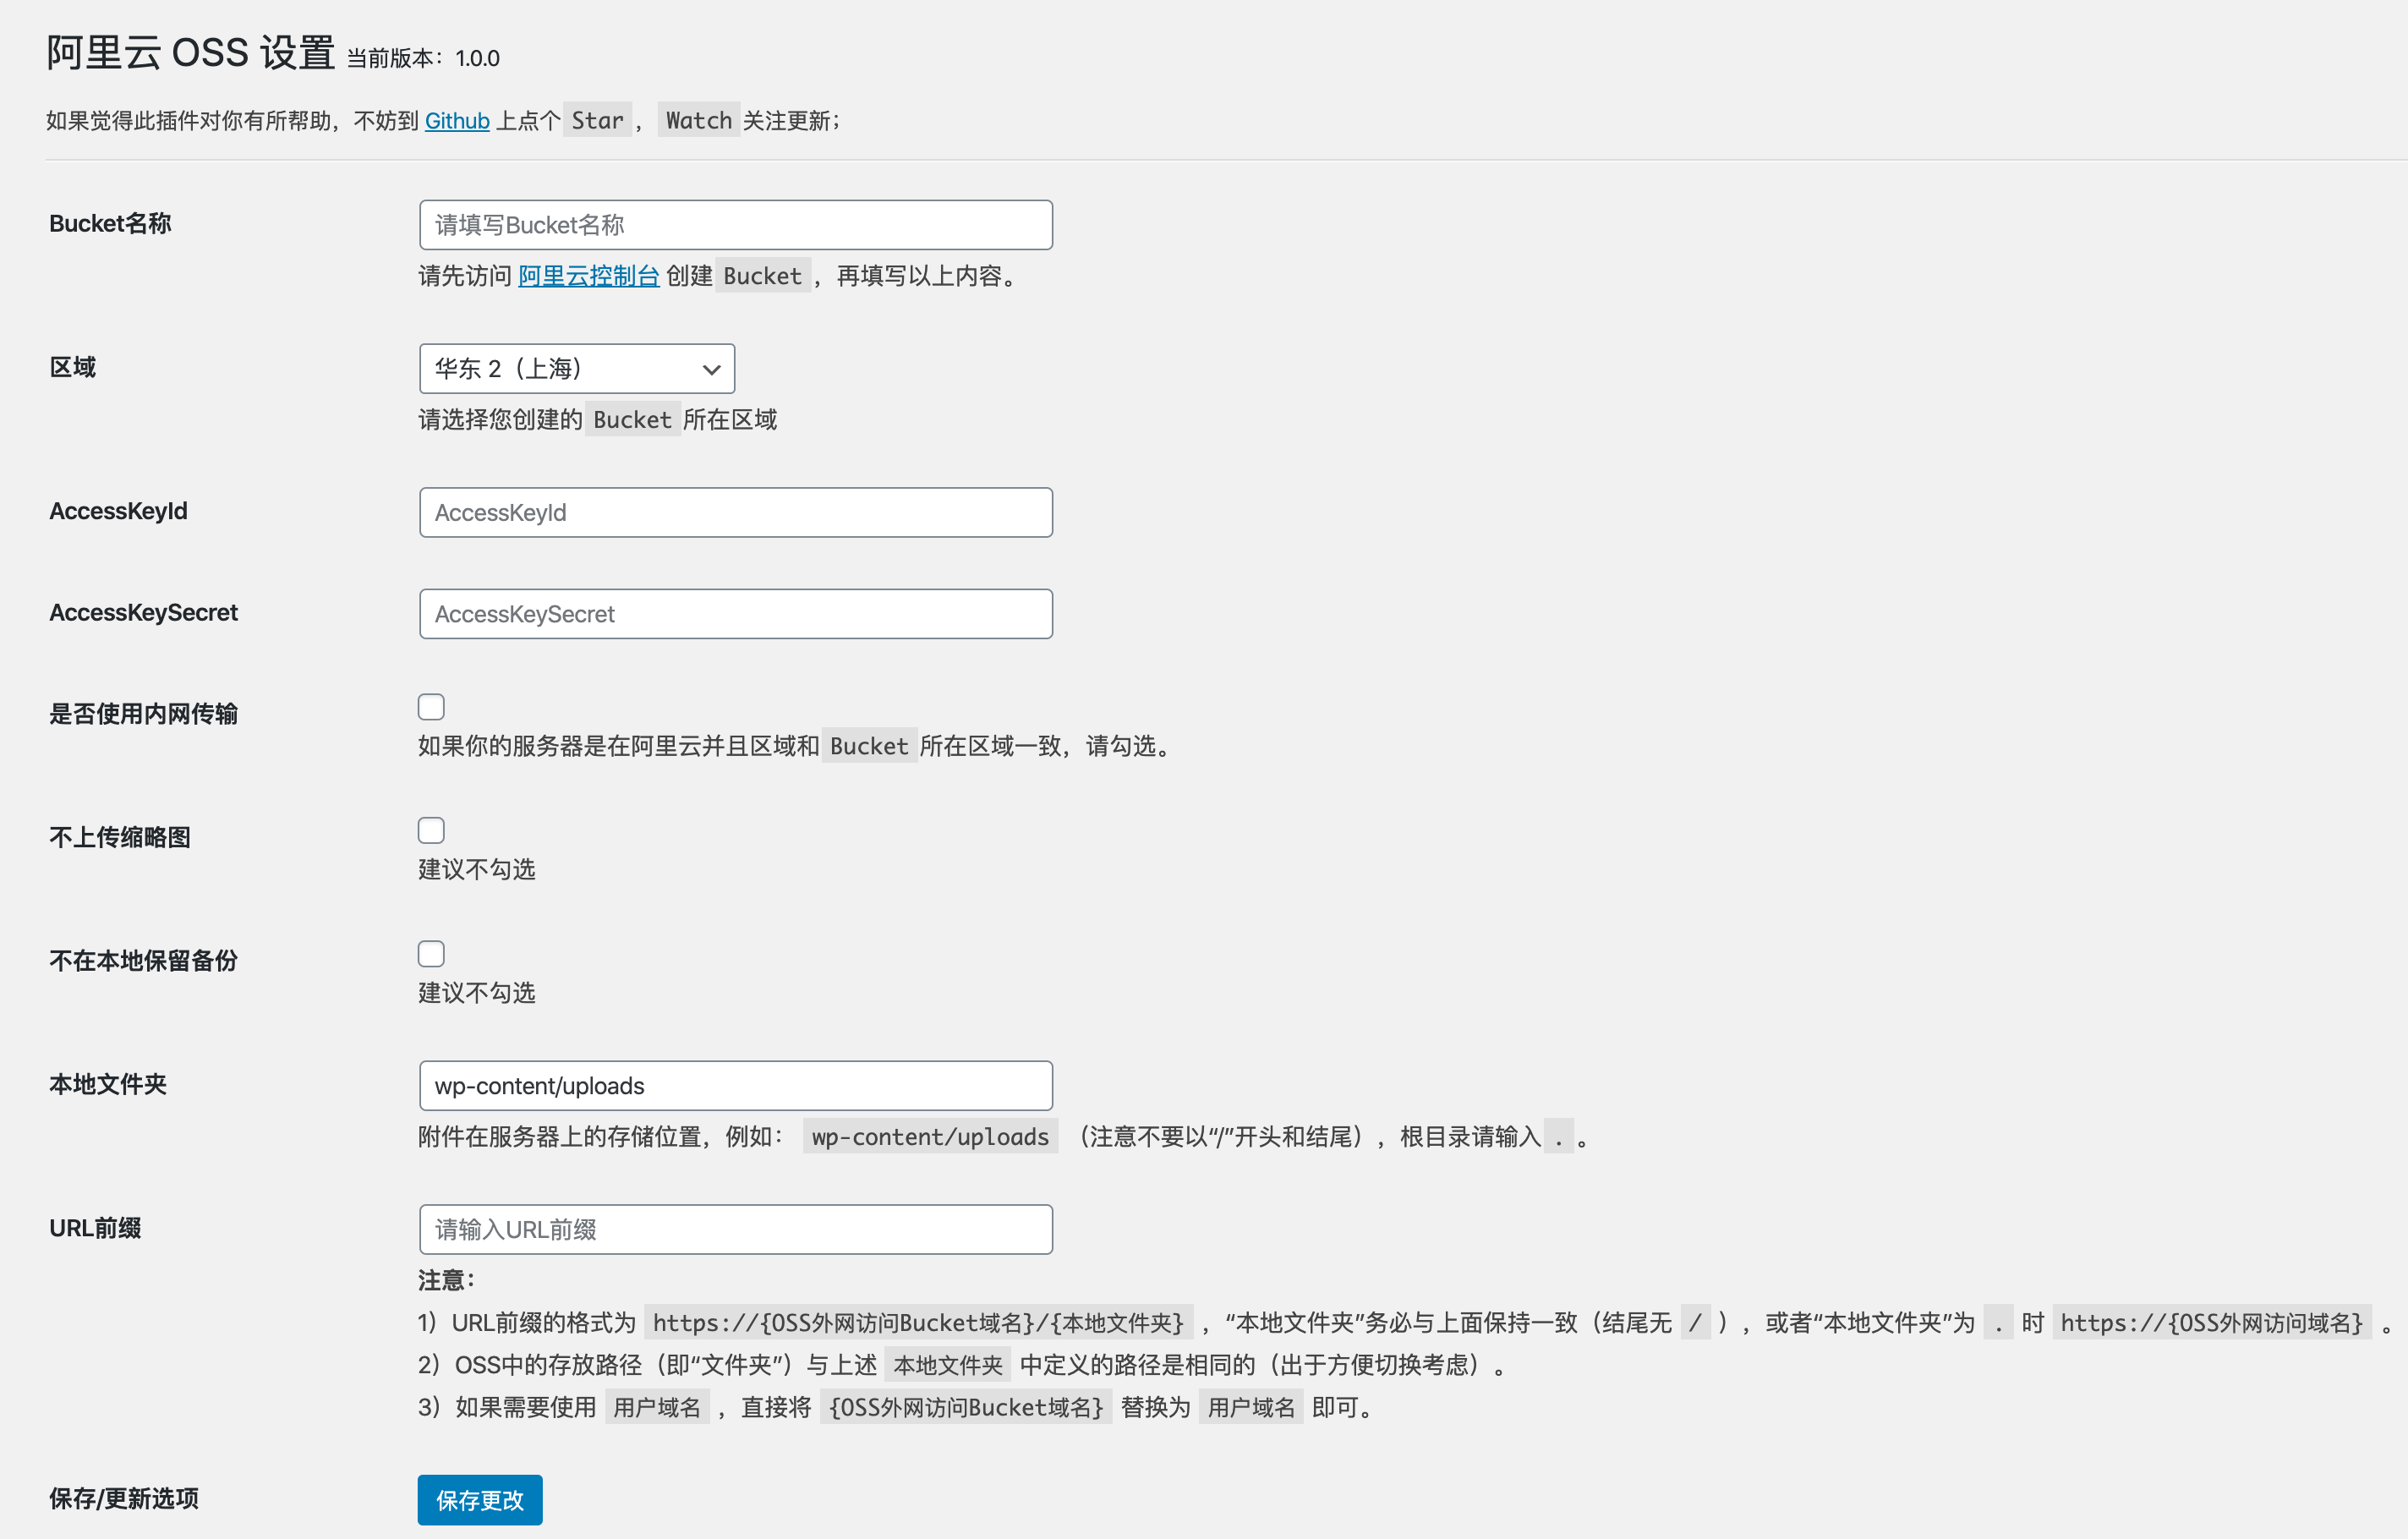 阿里云 OSS 设置 当前版本：1.0.0
如果觉得此插件对你有所帮助，不妨到 Github 上点个 Star ， Watch 关注更新；
Bucket名称
请填写Bucket名称
请先访问 阿里云控制台 创建 Bucket ，再填写以上内容。
区域
华东 2（上海）
请选择您创建的 Bucket 所在区域
AccessKeyId
AccessKeyId
AccessKeySecret
AccessKeySecret
是否使用内网传输
如果你的服务器是在阿里云并且区域和 Bucket 所在区域一致，请勾选。
不上传缩略图
建议不勾选
不在本地保留备份
建议不勾选
本地文件夹
wp-content/uploads
附件在服务器上的存储位置，例如： wp-content/uploads （注意不要以“/”开头和结尾），根目录请输入 . 。
URL前缀
请输入URL前缀
注意：
1）URL前缀的格式为 https://{OSS外网访问Bucket域名}/{本地文件夹} ，“本地文件夹”务必与上面保持一致（结尾无 / ），或者“本地文件夹”为 . 时 https://{OSS外网访问域名} 。
2）OSS中的存放路径（即“文件夹”）与上述 本地文件夹 中定义的路径是相同的（出于方便切换考虑）。
3）如果需要使用 用户域名 ，直接将 {OSS外网访问Bucket域名} 替换为 用户域名 即可。
保存/更新选项
保存更改